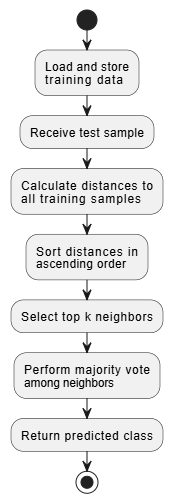 Load and store
training data
Receive test sample
Calculate distances to
all training samples
Sort distances in
ascending order
Select top k neighbors
Perform majority vote
among neighbors
Return predicted class